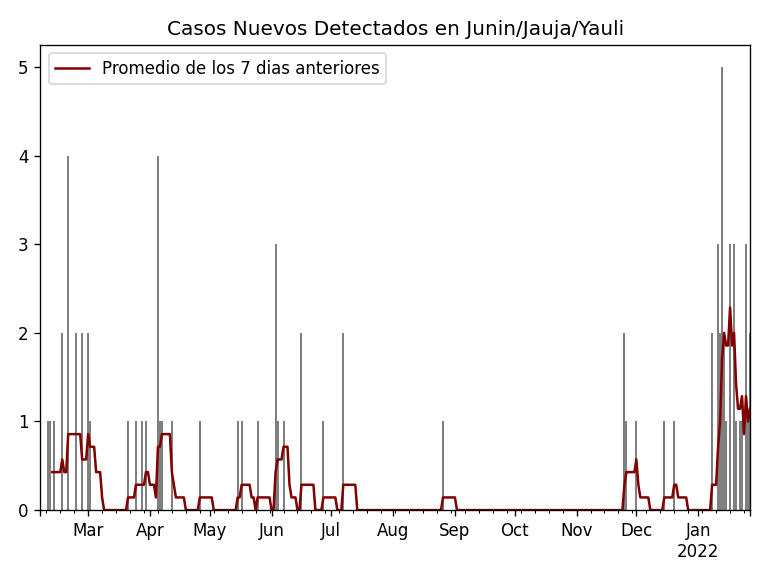 Casos Nuevos Detectados en Junin/Jauja/Yauli
Promedio de los 7 dias anteriores
5
4
3
2
1
0
Mar Apr May Jun Jul Aug Sep Oct Nov Dec Jan
2022